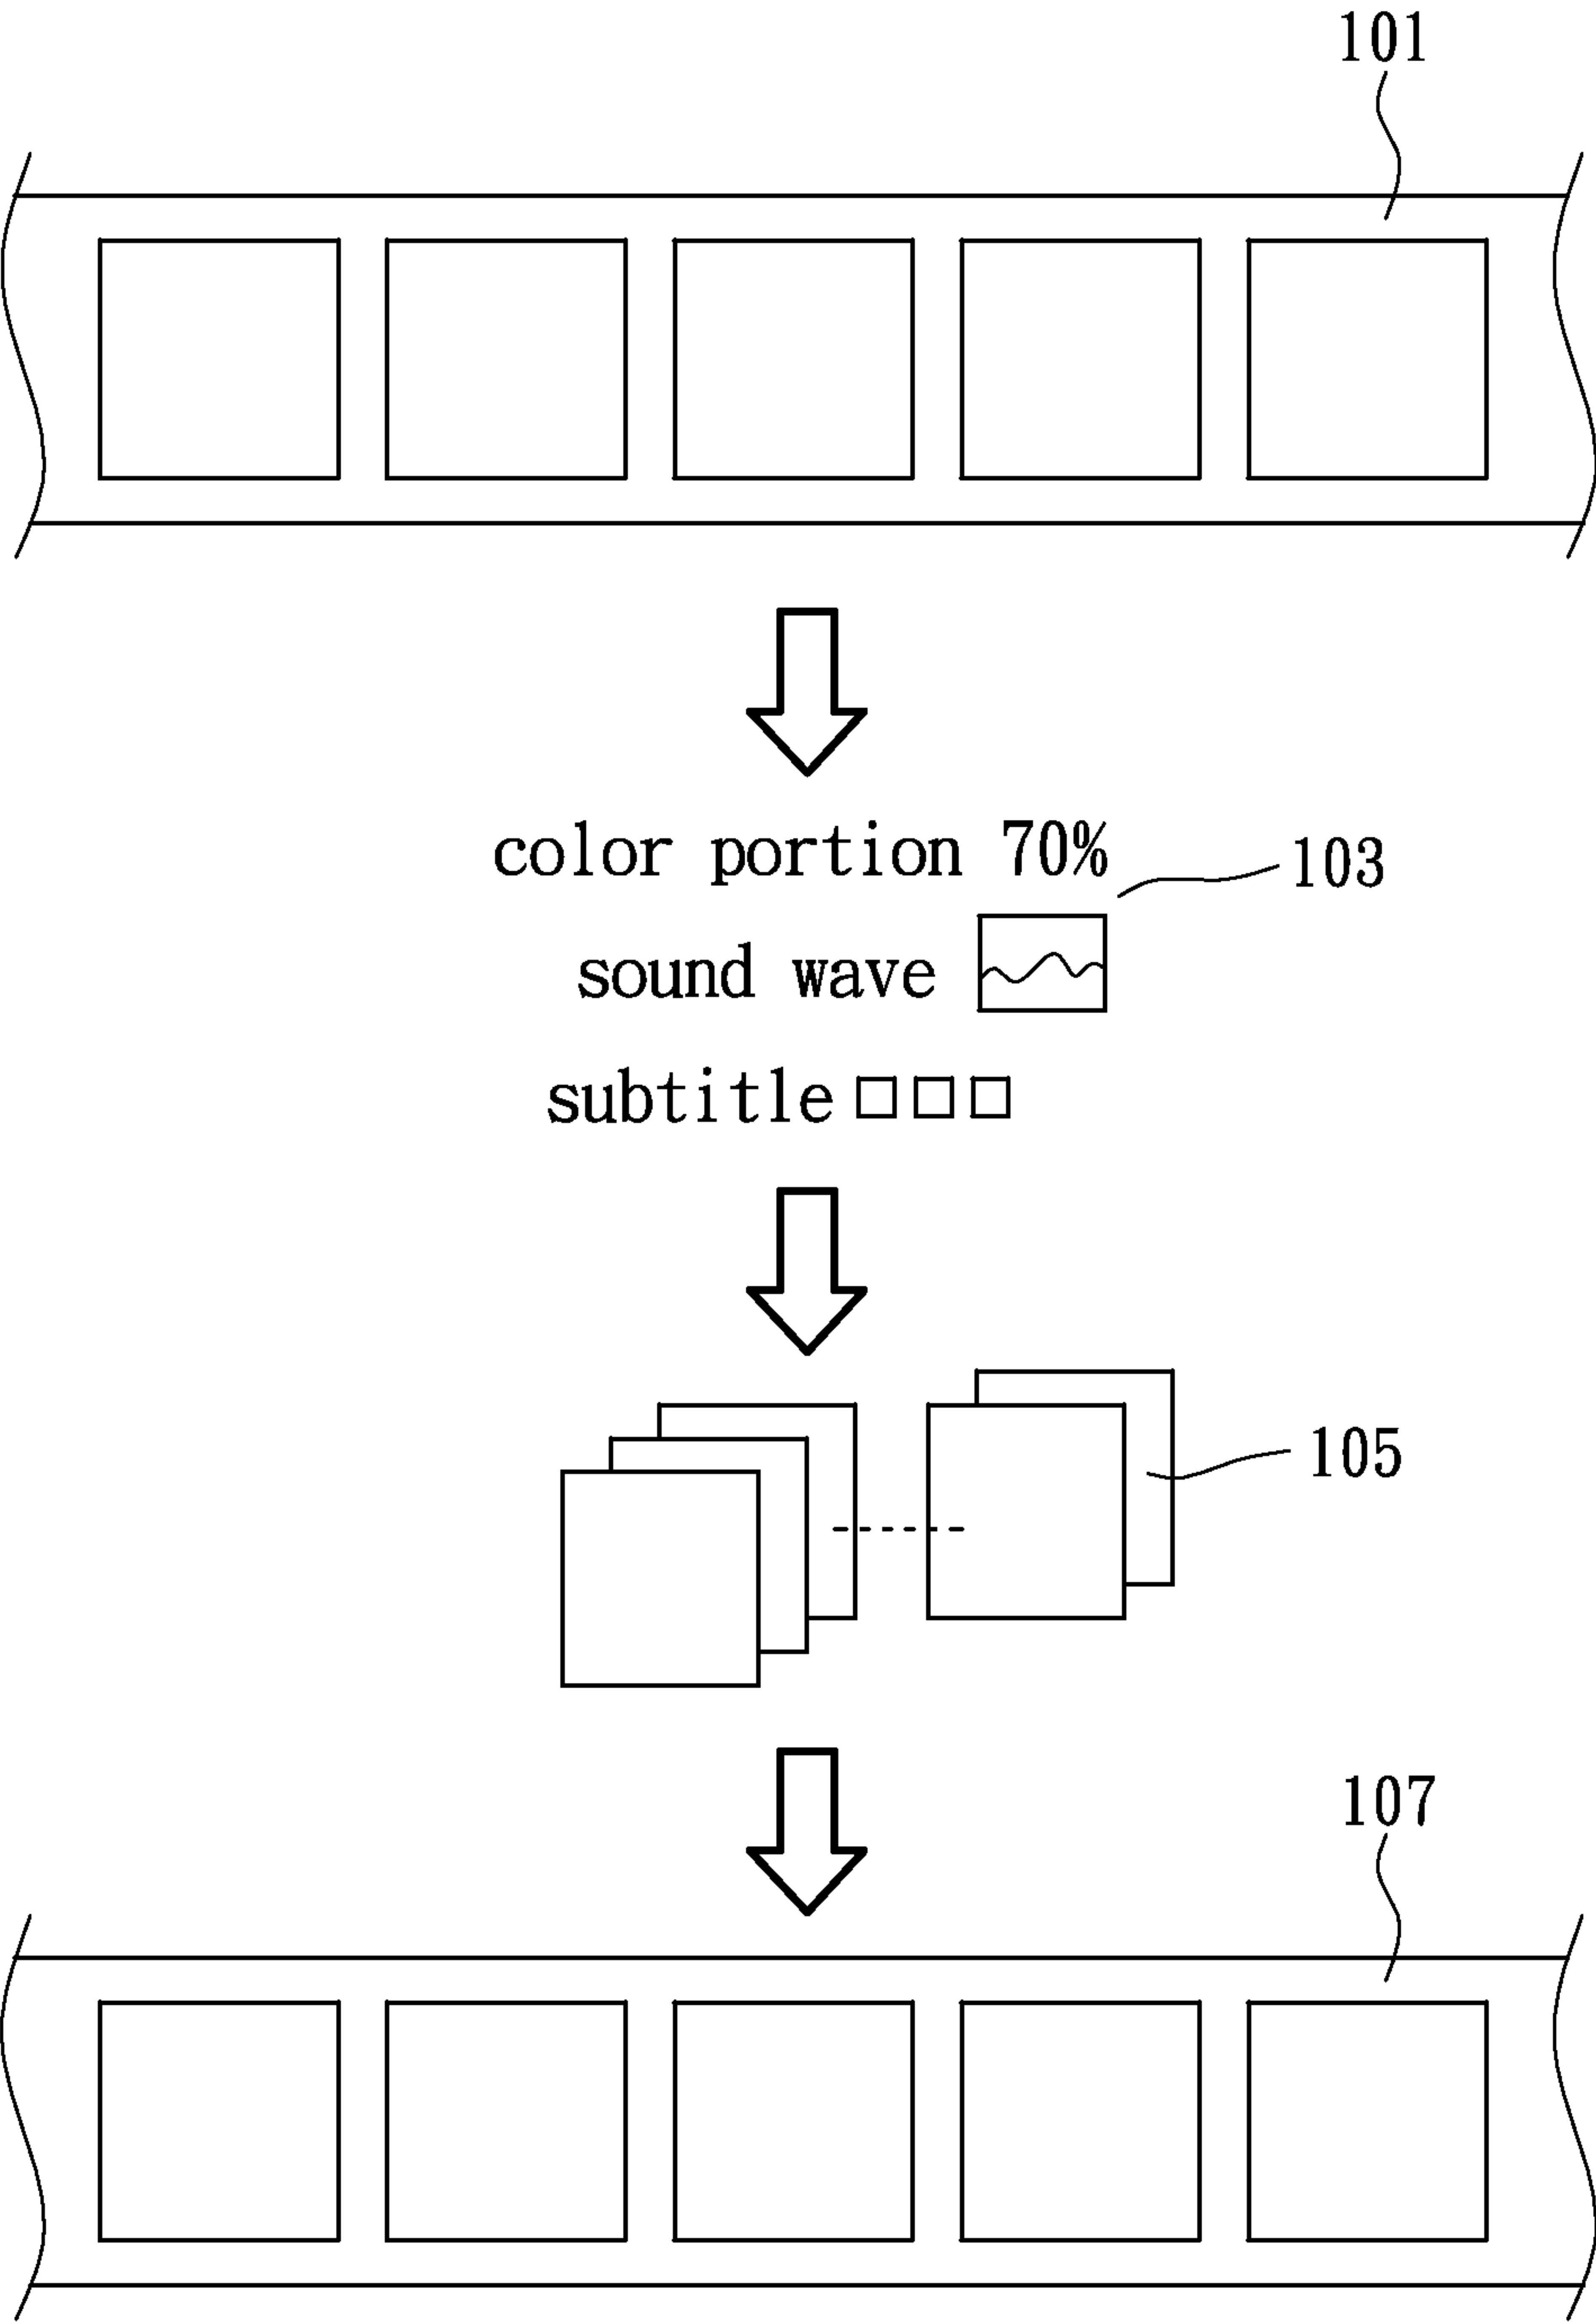 101
color portion 70%
103
sound wave
subtitle□□□
105
107